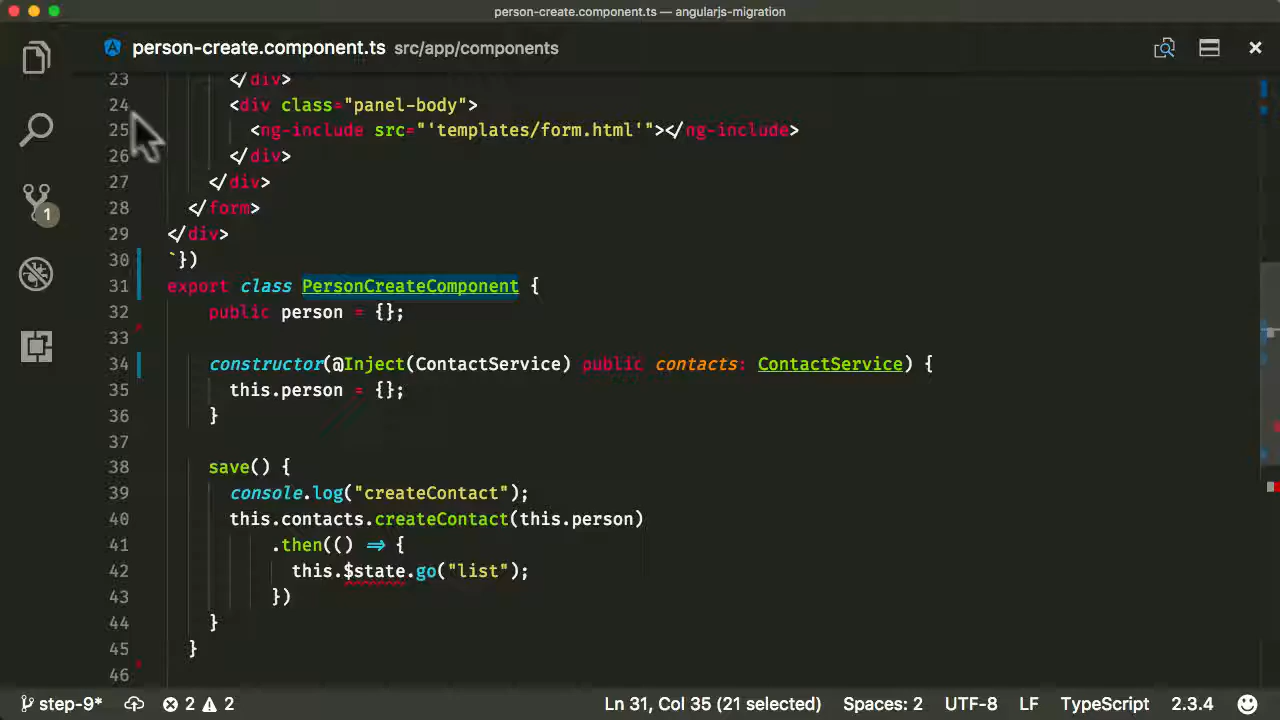 person-create.component.ts — angularjs-migration
person-create.component.ts src/app/components
23 </div>
24 <div class="panel-body">
25 <ng-include src="'templates/form.html'"></ng-include>
26 </div>
27 </div>
28 </form>
29 </div>
30 `})
31 export class PersonCreateComponent {
32 public person = {};
33
34 constructor(@Inject(ContactService) public contacts: ContactService) {
35 this.person = {};
36 }
37
38 save() {
39 console.log("createContact");
40 this.contacts.createContact(this.person)
41 .then(() => {
42 this.$state.go("list");
43 })
44 }
45 }
46
1
step-9* 2 2 Ln 31, Col 35 (21 selected) Spaces: 2 UTF-8 LF TypeScript 2.3.4